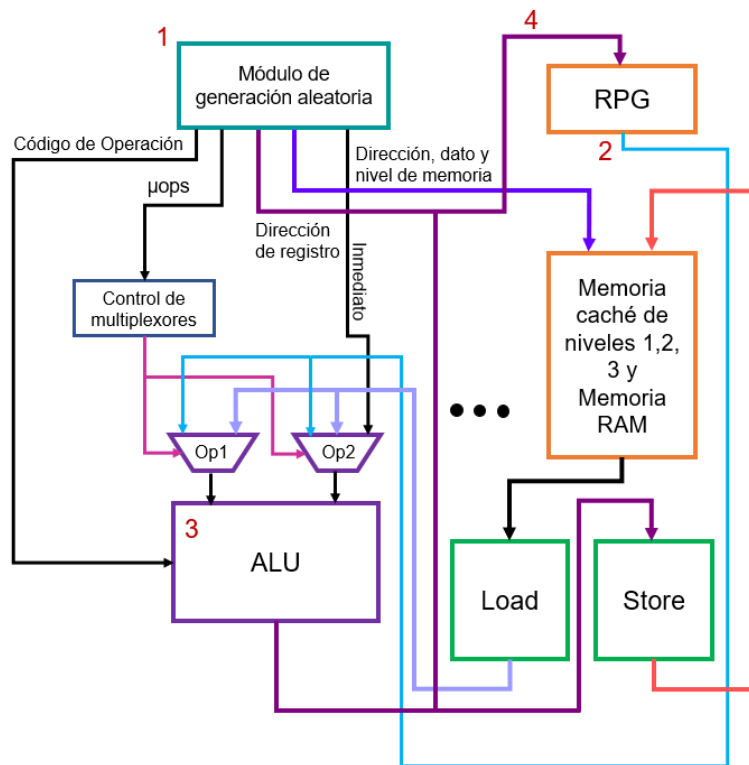 1
Módulo de
generación aleatoria
4
RPG
2
Código de Operación
Dirección, dato y
nivel de memoria
µops
Dirección
de registro
Inmediato
Control de
multiplexores
Memoria
caché de
niveles 1,2,
3 y
Memoria
RAM
Op1
Op2
3
ALU
Load
Store